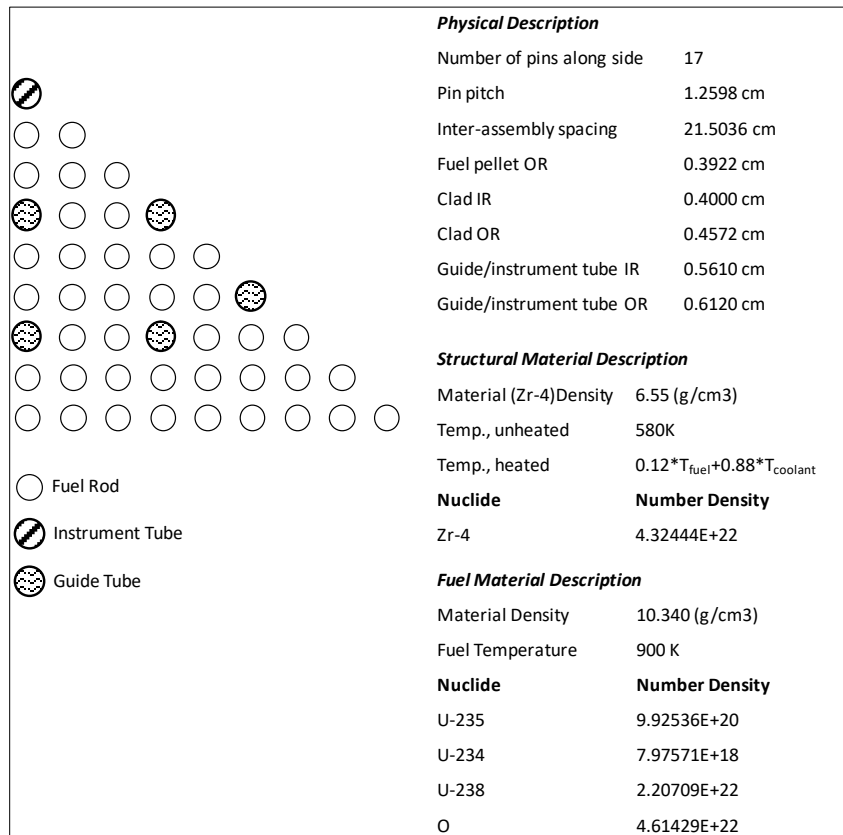 Physical Description
Number of pins along side 17
Pin pitch 1.2598 cm
Inter-assembly spacing 21.5036 cm
Fuel pellet OR 0.3922 cm
Clad IR 0.4000 cm
Clad OR 0.4572 cm
Guide/instrument tube IR 0.5610 cm
Guide/instrument tube OR 0.6120 cm
Structural Material Description
Material (Zr-4)Density 6.55 (g/cm3)
Temp., unheated 580K
Temp., heated 0.12*Tfuel+0.88*Tcoolant
Nuclide Number Density
Zr-4 4.32444E+22
Fuel Material Description
Material Density 10.340 (g/cm3)
Fuel Temperature 900 K
Nuclide Number Density
U-235 9.92536E+20
U-234 7.97571E+18
U-238 2.20709E+22
O 4.61429E+22
Fuel Rod
Instrument Tube
Guide Tube